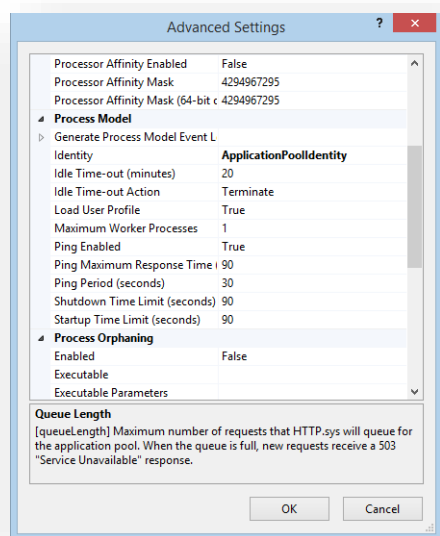 Advanced Settings
?
Processor Affinity Enabled False
Processor Affinity Mask 4294967295
Processor Affinity Mask (64-bit c 4294967295
Process Model
Generate Process Model Event L
Identity ApplicationPoolIdentity
Idle Time-out (minutes) 20
Idle Time-out Action Terminate
Load User Profile True
Maximum Worker Processes 1
Ping Enabled True
Ping Maximum Response Time ( 90
Ping Period (seconds) 30
Shutdown Time Limit (seconds) 90
Startup Time Limit (seconds) 90
Process Orphaning
Enabled False
Executable
Executable Parameters
Queue Length
[queueLength] Maximum number of requests that HTTP.sys will queue for
the application pool. When the queue is full, new requests receive a 503
"Service Unavailable" response.
OK Cancel